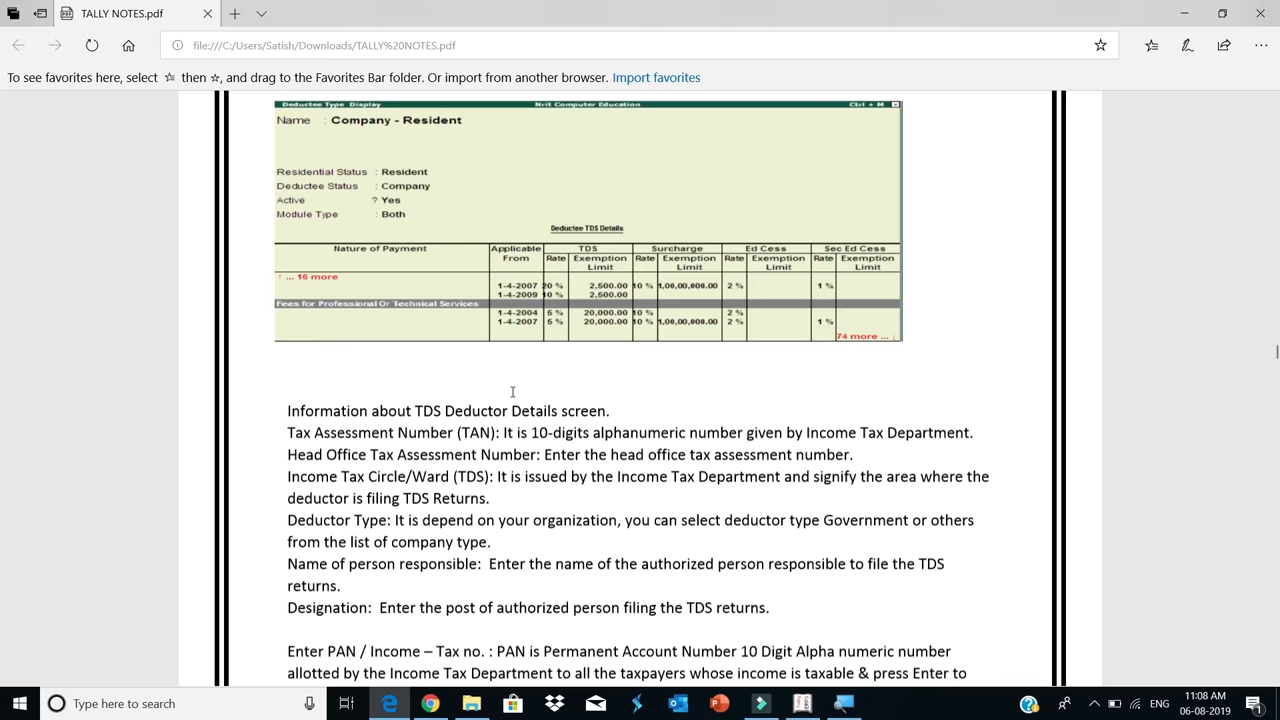 TALLY NOTES.pdf
file:///C:/Users/Satish/Downloads/TALLY%20NOTES.pdf
To see favorites here, select then ☆, and drag to the Favorites Bar folder. Or import from another browser. Import favorites
Deductee Type Display Nrit Computer Education Ctrl + M
Name : Company - Resident
Residential Status : Resident
Deductee Status : Company
Active ? Yes
Module Type : Both
Deductee TDS Details
Nature of Payment Applicable From TDS Surcharge Ed Cess Sec Ed Cess
Rate Exemption Limit Rate Exemption Limit Rate Exemption Limit Rate Exemption Limit
↑ ... 16 more
1-4-2007 20 % 2,500.00 10 % 1,00,00,000.00 2 % 1 %
1-4-2009 10 % 2,500.00
Fees for Professional Or Technical Services
1-4-2004 5 % 20,000.00 10 % 2 %
1-4-2007 5 % 20,000.00 10 % 1,00,00,000.00 2 % 1 %
74 more ... ↓
Information about TDS Deductor Details screen.
Tax Assessment Number (TAN): It is 10-digits alphanumeric number given by Income Tax Department.
Head Office Tax Assessment Number: Enter the head office tax assessment number.
Income Tax Circle/Ward (TDS): It is issued by the Income Tax Department and signify the area where the
deductor is filing TDS Returns.
Deductor Type: It is depend on your organization, you can select deductor type Government or others
from the list of company type.
Name of person responsible: Enter the name of the authorized person responsible to file the TDS
returns.
Designation: Enter the post of authorized person filing the TDS returns.
Enter PAN / Income – Tax no. : PAN is Permanent Account Number 10 Digit Alpha numeric number
allotted by the Income Tax Department to all the taxpayers whose income is taxable & press Enter to
Type here to search
ENG
11:08 AM
06-08-2019